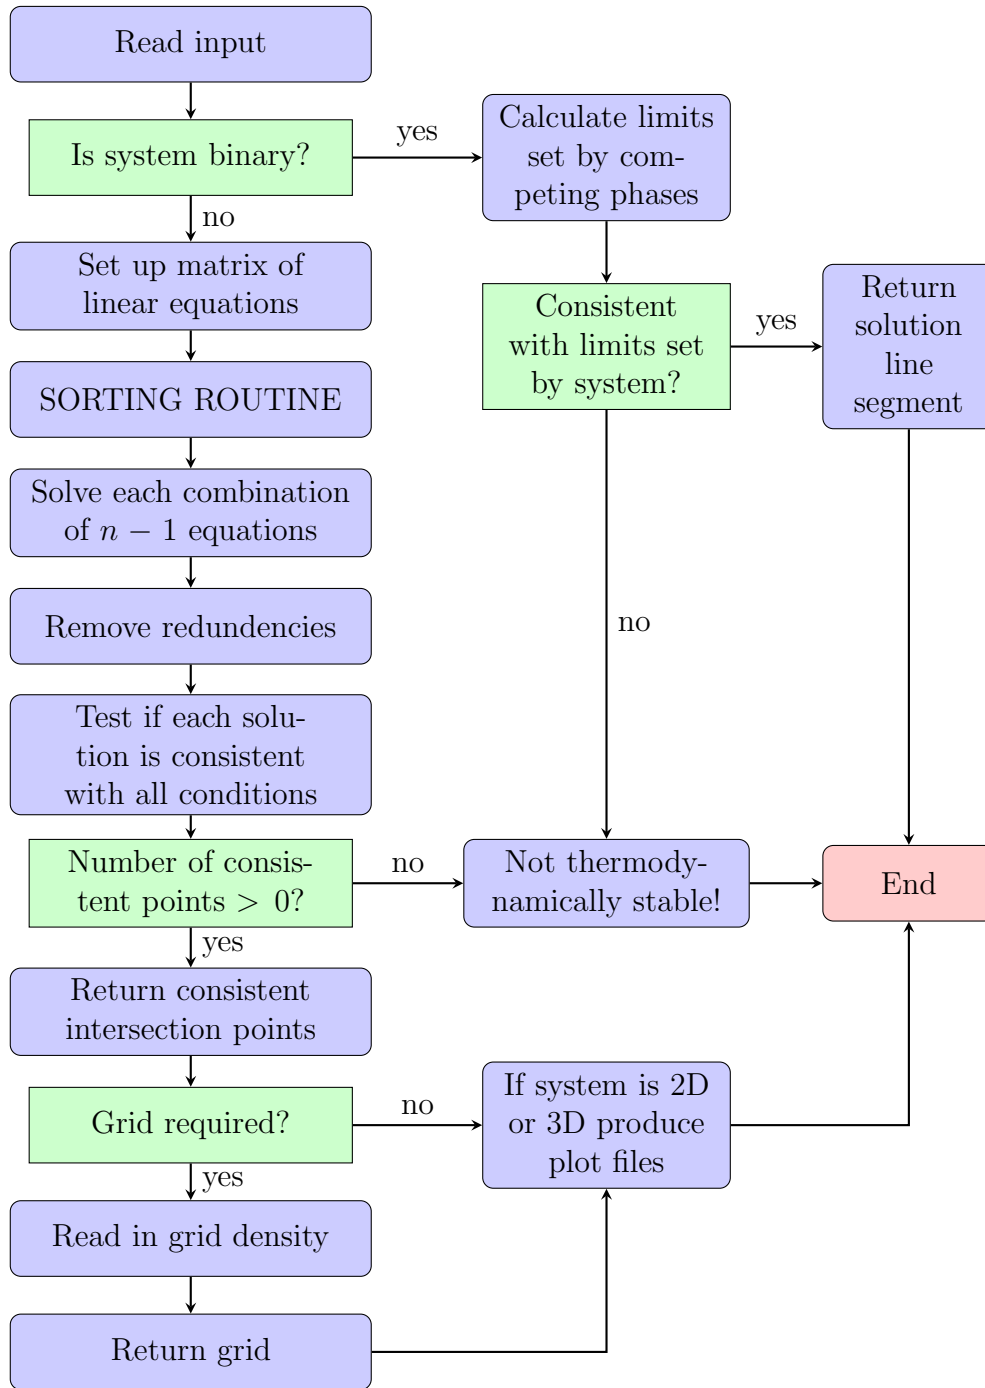 Read input
Is system binary?
yes
Calculate limits
set by com-
peting phases
no
Set up matrix of
linear equations
Consistent
with limits set
by system?
yes
Return
solution
line
segment
SORTING ROUTINE
Solve each combination
of n − 1 equations
Remove redundencies
no
Test if each solu-
tion is consistent
with all conditions
Number of consis-
tent points > 0?
no
Not thermody-
namically stable!
End
yes
Return consistent
intersection points
Grid required?
no
If system is 2D
or 3D produce
plot files
yes
Read in grid density
Return grid